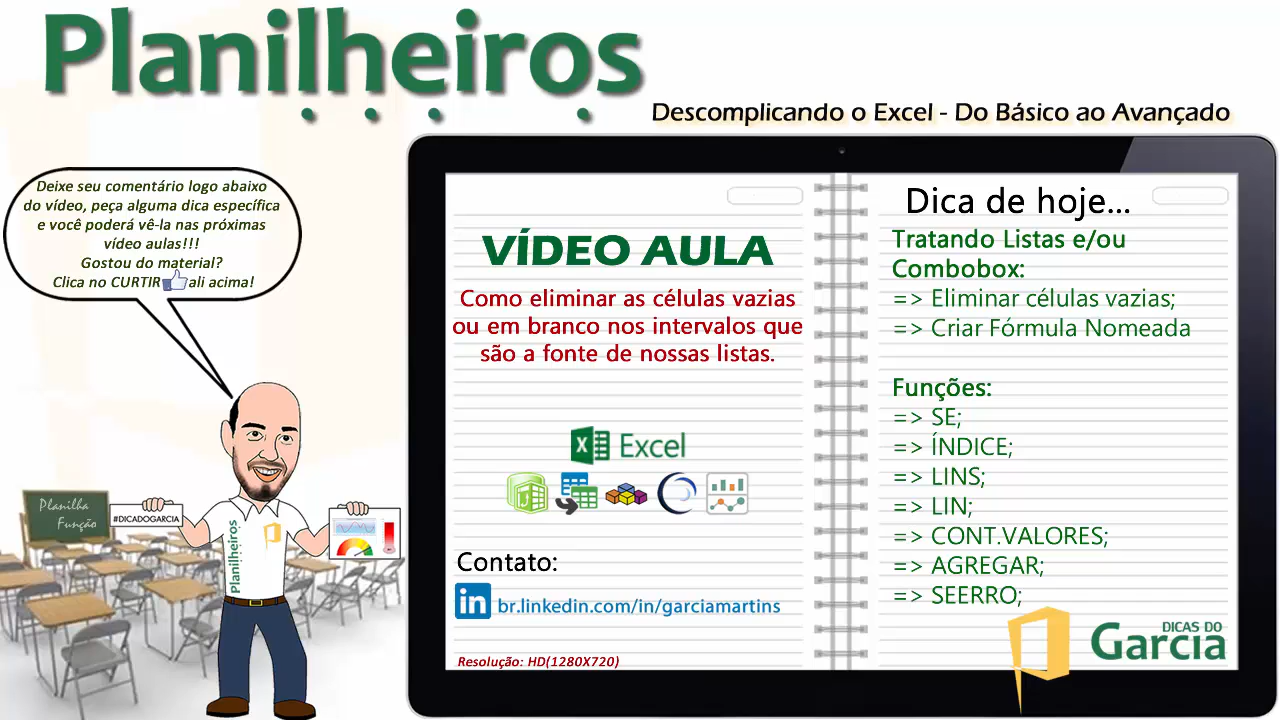 Planilheiros
Descomplicando o Excel - Do Básico ao Avançado
Deixe seu comentário logo abaixo
do vídeo, peça alguma dica específica
e você poderá vê-la nas próximas
vídeo aulas!!!
Gostou do material?
Clica no CURTIR ali acima!
Planilha
Função
#DICADOGARCIA
Planilheiros
VÍDEO AULA
Como eliminar as células vazias
ou em branco nos intervalos que
são a fonte de nossas listas.
Excel
Contato:
in br.linkedin.com/in/garciamartins
Resolução: HD(1280X720)
Dica de hoje...
Tratando Listas e/ou
Combobox:
=> Eliminar células vazias;
=> Criar Fórmula Nomeada
Funções:
=> SE;
=> ÍNDICE;
=> LINS;
=> LIN;
=> CONT.VALORES;
=> AGREGAR;
=> SEERRO;
DICAS DO
Garcia